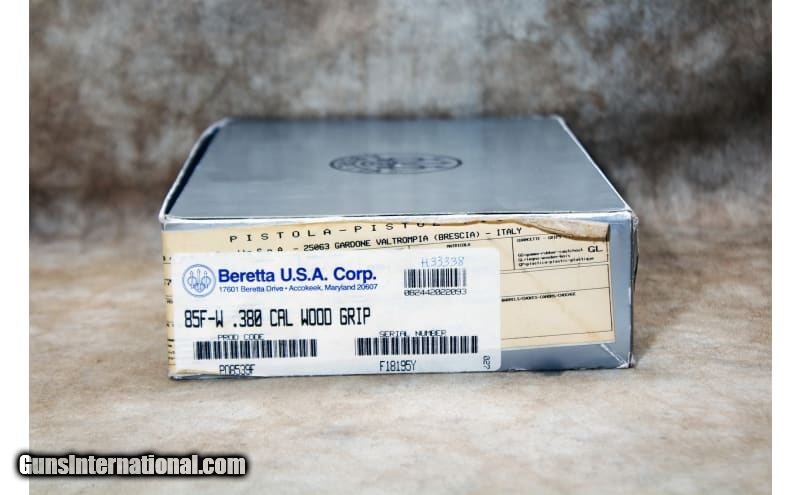 PISTOLA-PISTO
- 25063 GARDONE VALTROMPIA (BRESCIA) - ITALY
MATRICOLA
GL
Beretta U.S.A. Corp.
17601 Beretta Drive • Accokeek, Maryland 20607
A33338
082442022093
85F-W .380 CAL WOOD GRIP
PROD CODE
SERIAL NUMBER
P08539F
F18195Y
GunsInternational.com